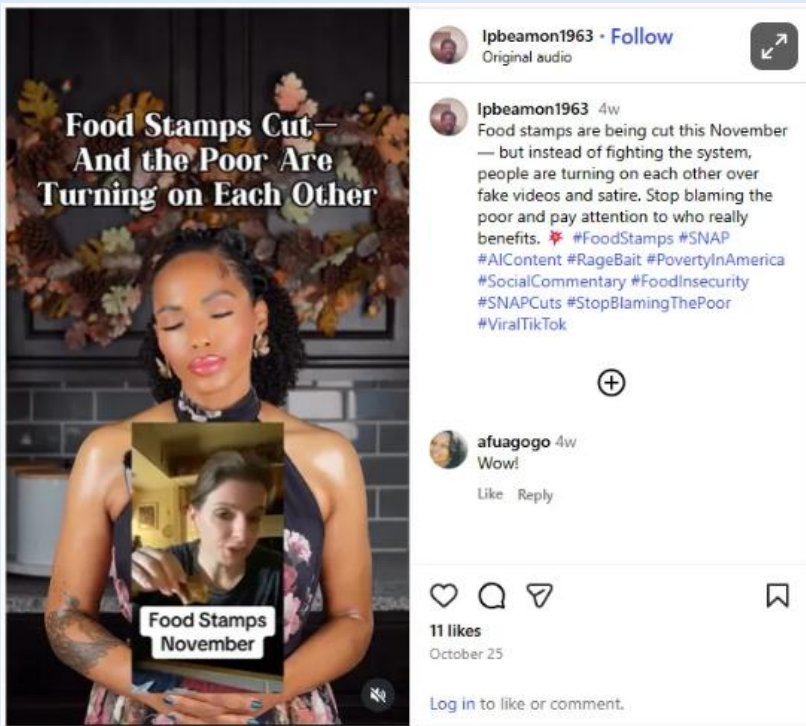 Food Stamps Cut—
And the Poor Are
Turning on Each Other
Food Stamps
November
lpbeamon1963 • Follow
Original audio
lpbeamon1963 4w
Food stamps are being cut this November
— but instead of fighting the system,
people are turning on each other over
fake videos and satire. Stop blaming the
poor and pay attention to who really
benefits. 💥 #FoodStamps #SNAP
#AIContent #RageBait #PovertyInAmerica
#SocialCommentary #FoodInsecurity
#SNAPCuts #StopBlamingThePoor
#ViralTikTok
afuagogo 4w
Wow!
Like Reply
11 likes
October 25
Log in to like or comment.